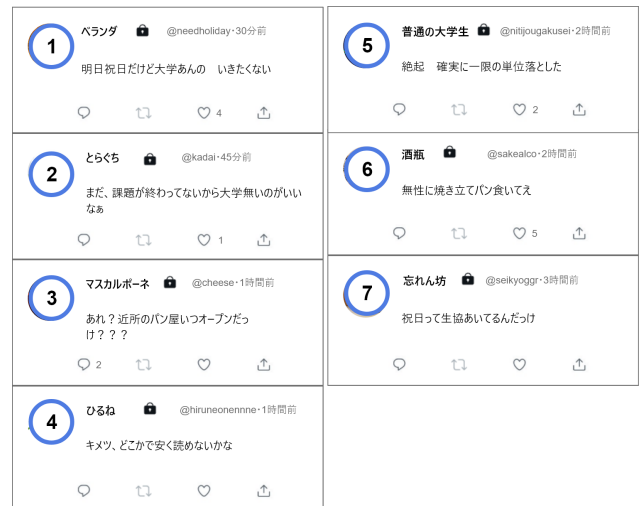 1
ベランダ @needholiday・30分前
明日祝日だけど大学あんの　いきたくない
4
2
とらぐち @kadai・45分前
まだ、課題が終わってないから大学無いのがいい
なぁ
1
3
マスカルポーネ @cheese・1時間前
あれ？近所のパン屋いつオープンだっ
け？？？
2
4
ひるね @hiruneonennne・1時間前
キメツ、どこかで安く読めないかな
5
普通の大学生 @nitijougakusei・2時間前
絶起　確実に一限の単位落とした
2
6
酒瓶 @sakealco・2時間前
無性に焼き立てパン食いてえ
5
7
忘れん坊 @seikyoggr・3時間前
祝日って生協あいてるんだっけ